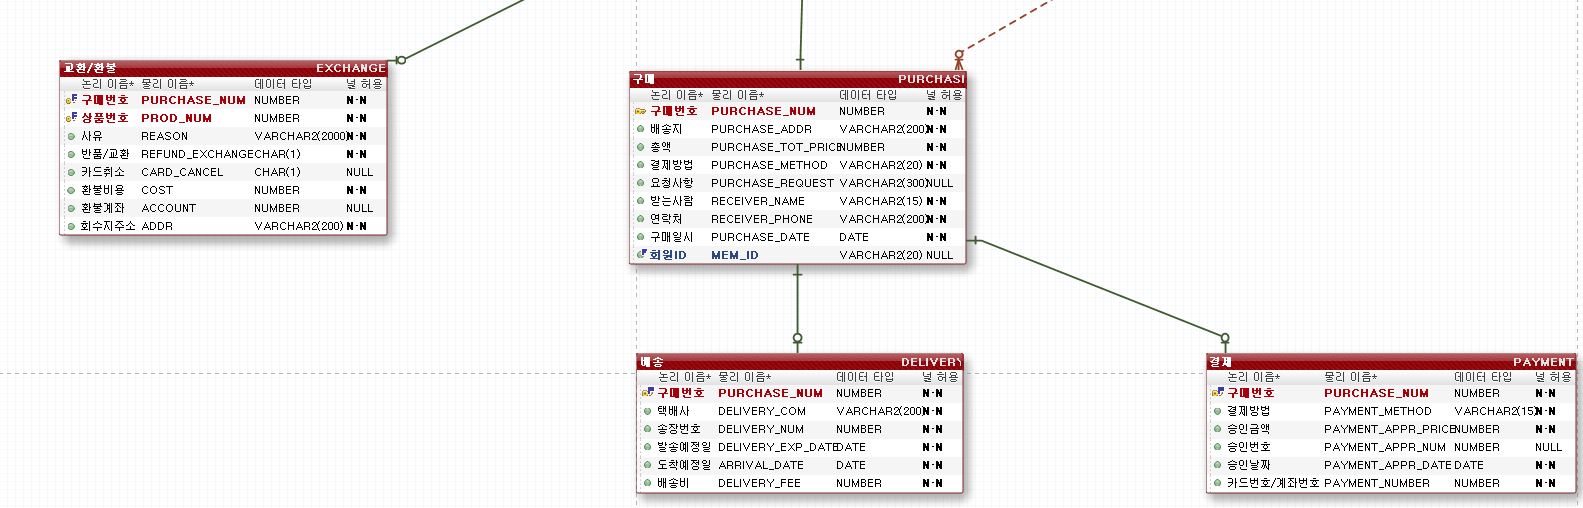 교환/환불 EXCHANGE
논리 이름* 물리 이름* 데이터 타입 널 허용
구매번호 PURCHASE_NUM NUMBER N-N
상품번호 PROD_NUM NUMBER N-N
사유 REASON VARCHAR2(2000) N-N
반품/교환 REFUND_EXCHANGE CHAR(1) N-N
카드취소 CARD_CANCEL CHAR(1) NULL
환불비용 COST NUMBER N-N
환불계좌 ACCOUNT NUMBER NULL
회수지주소 ADDR VARCHAR2(200) N-N
구매 PURCHASI
논리 이름* 물리 이름* 데이터 타입 널 허용
구매번호 PURCHASE_NUM NUMBER N-N
배송지 PURCHASE_ADDR VARCHAR2(200) N-N
총액 PURCHASE_TOT_PRICE NUMBER N-N
결제방법 PURCHASE_METHOD VARCHAR2(20) N-N
요청사항 PURCHASE_REQUEST VARCHAR2(300) NULL
받는사람 RECEIVER_NAME VARCHAR2(15) N-N
연락처 RECEIVER_PHONE VARCHAR2(200) N-N
구매일시 PURCHASE_DATE DATE N-N
회원ID MEM_ID VARCHAR2(20) NULL
배송 DELIVERY
논리 이름* 물리 이름* 데이터 타입 널 허용
구매번호 PURCHASE_NUM NUMBER N-N
택배사 DELIVERY_COM VARCHAR2(200) N-N
송장번호 DELIVERY_NUM NUMBER N-N
발송예정일 DELIVERY_EXP_DATE DATE N-N
도착예정일 ARRIVAL_DATE DATE N-N
배송비 DELIVERY_FEE NUMBER N-N
결제 PAYMENT
논리 이름* 물리 이름* 데이터 타입 널 허용
구매번호 PURCHASE_NUM NUMBER N-N
결제방법 PAYMENT_METHOD VARCHAR2(15) N-N
승인금액 PAYMENT_APPR_PRICE NUMBER N-N
승인번호 PAYMENT_APPR_NUM NUMBER NULL
승인날짜 PAYMENT_APPR_DATE DATE N-N
카드번호/계좌번호 PAYMENT_NUMBER NUMBER N-N